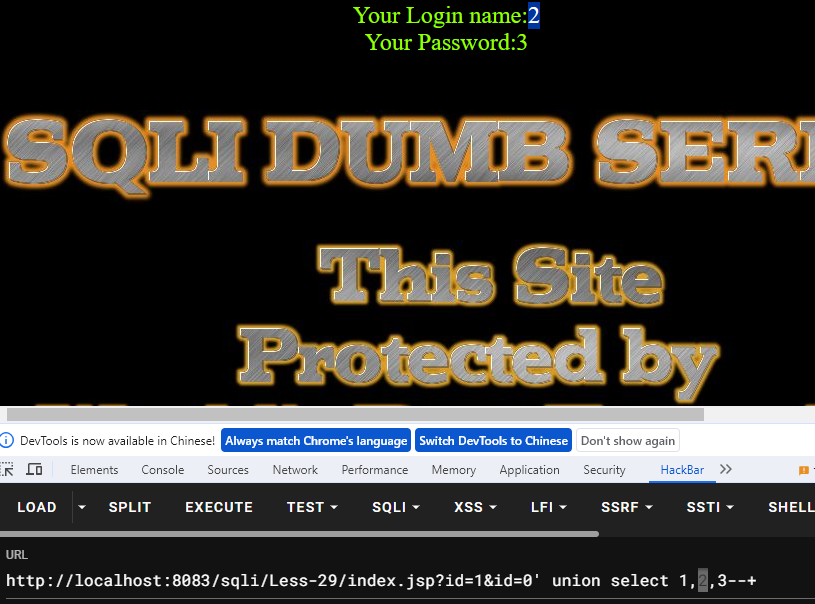 Your Login name:2
Your Password:3
SQLI DUMB SERI
This Site
Protected by
DevTools is now available in Chinese! Always match Chrome's language Switch DevTools to Chinese Don't show again
Elements Console Sources Network Performance Memory Application Security HackBar
LOAD SPLIT EXECUTE TEST SQLI XSS LFI SSRF SSTI SHELL
URL
http://localhost:8083/sqli/Less-29/index.jsp?id=1&id=0' union select 1,2,3--+